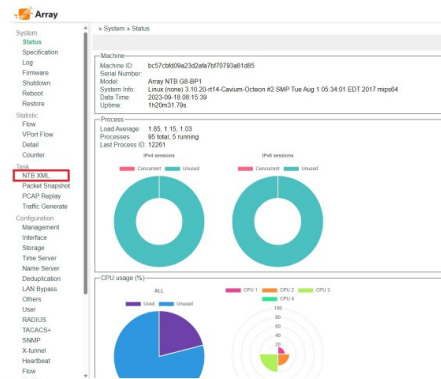 Array
System
Status
Specification
Log
Firmware
Shutdown
Reboot
Restore
Statistic
Flow
VPort Flow
Detail
Counter
Task
NTB XML
Packet Snapshot
PCAP Replay
Traffic Generate
Configuration
Management
Interface
Storage
Time Server
Name Server
Deduplication
LAN Bypass
Others
User
RADIUS
TACACS+
SNMP
X-tunnel
Heartbeat
Flow
» System » Status
Machine
Machine ID: bc57cbfd09a23d2afa7bf70793a81d85
Serial Number:
Model: Array NTB G8-BP1
System Info: Linux (none) 3.10.20-rt14-Cavium-Octeon #2 SMP Tue Aug 1 05:34:01 EDT 2017 mips64
Date Time: 2023-09-18 08:15:39
Uptime: 1h20m31.79s
Process
Load Average: 1.85, 1.15, 1.03
Processes: 95 total, 5 running
Last Process ID: 12261
IPv4 sessions
Concurrent Unused
IPv6 sessions
Concurrent Unused
CPU usage (%)
ALL
Used Unused
CPU 1 CPU 2 CPU 3
CPU 4
100
80
60
40
20